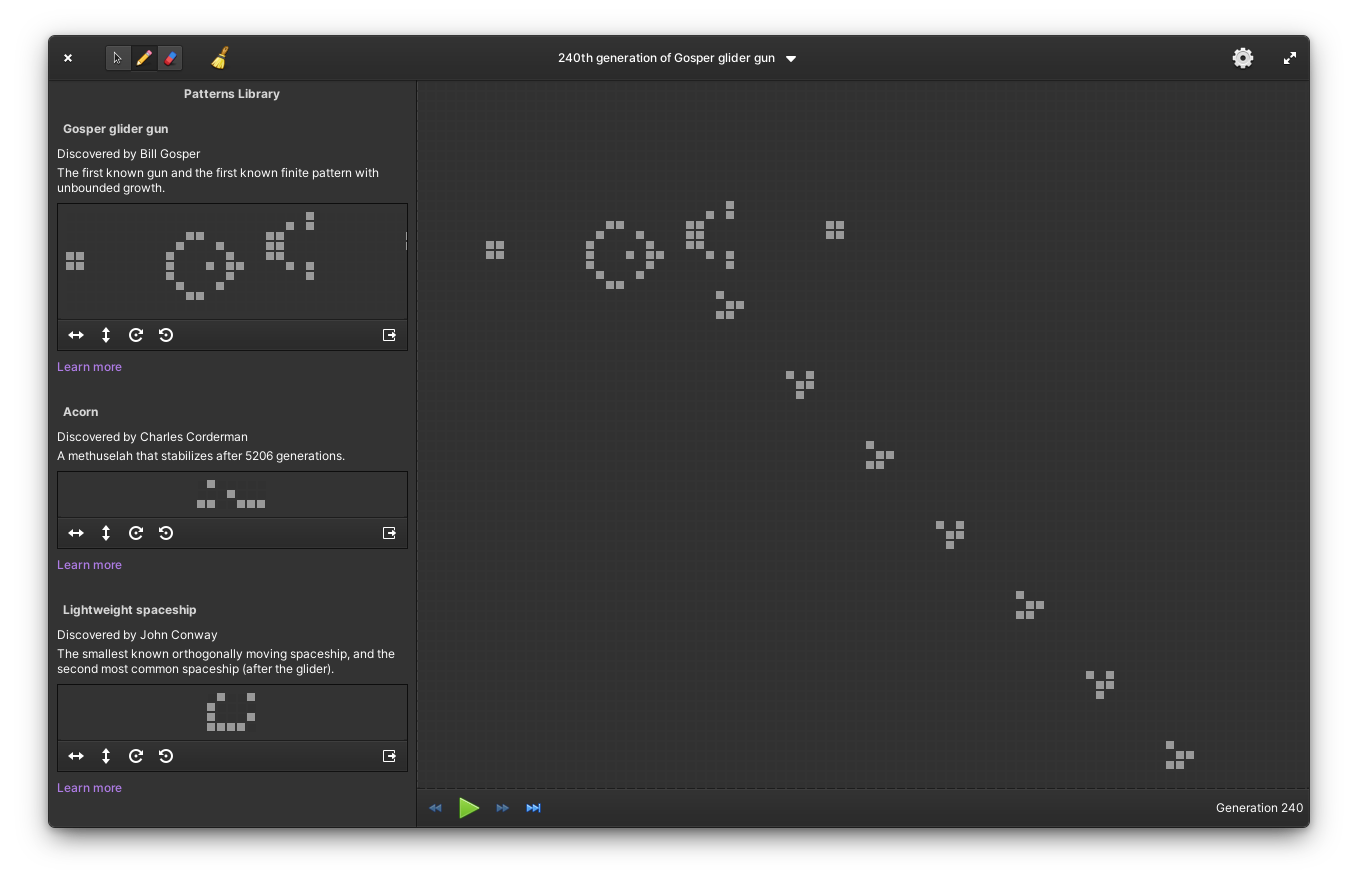 240th generation of Gosper glider gun
Patterns Library
Gosper glider gun
Discovered by Bill Gosper
The first known gun and the first known finite pattern with
unbounded growth.
Learn more
Acorn
Discovered by Charles Corderman
A methuselah that stabilizes after 5206 generations.
Learn more
Lightweight spaceship
Discovered by John Conway
The smallest known orthogonally moving spaceship, and the
second most common spaceship (after the glider).
Learn more
Generation 240